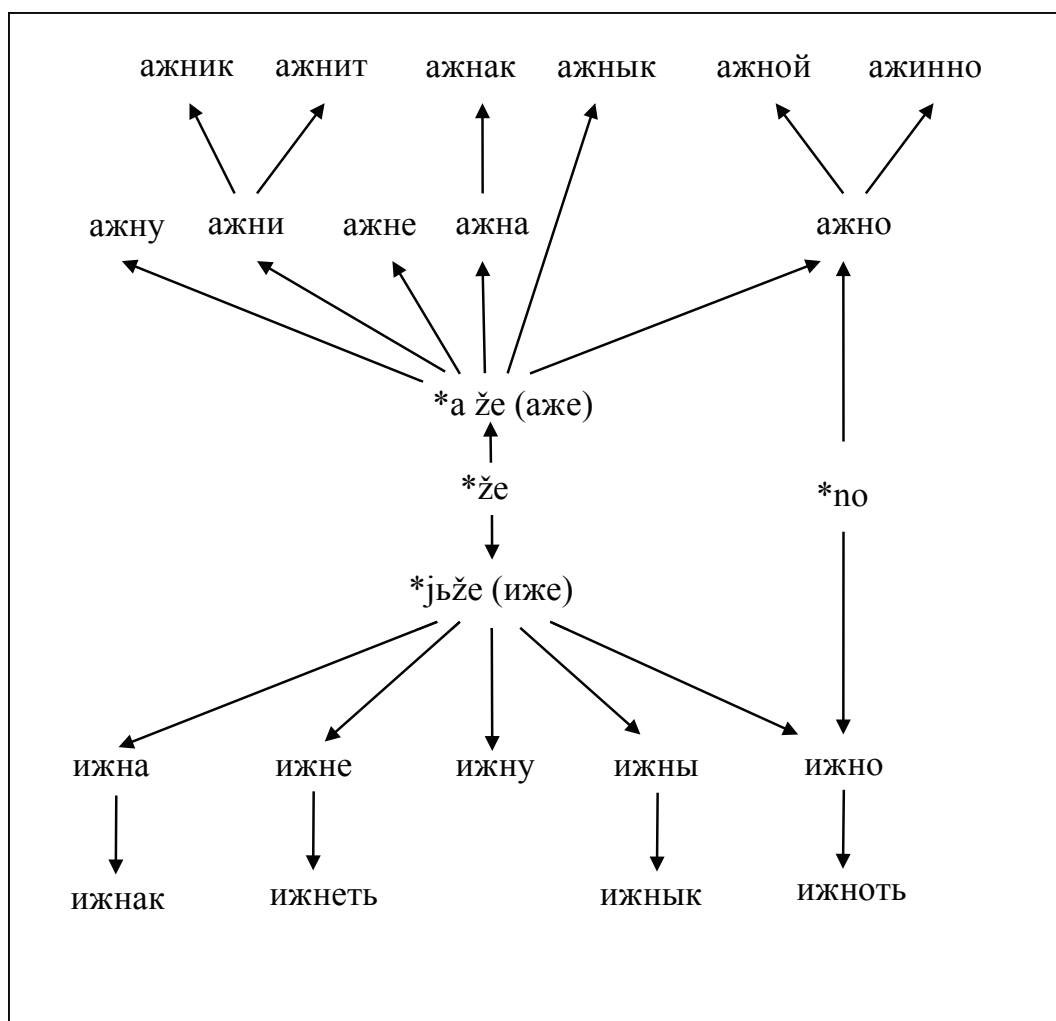 ажник ажнит ажнак ажнык ажной ажинно
ажну ажни ажне ажна ажно
*a že (аже)
*že *no
*jьže (иже)
ижна ижне ижну ижны ижно
ижнак ижнеть ижнык ижноть